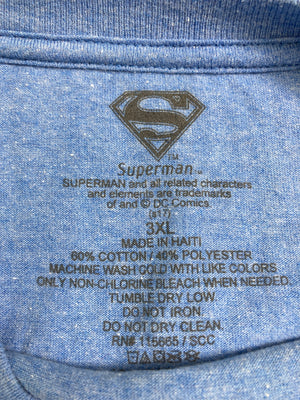 S
TM
Superman™
SUPERMAN and all related characters
and elements are trademarks
of and © DC Comics
(s17)
3XL
MADE IN HAITI
60% COTTON / 40% POLYESTER
MACHINE WASH COLD WITH LIKE COLORS
ONLY NON-CHLORINE BLEACH WHEN NEEDED.
TUMBLE DRY LOW.
DO NOT IRON.
DO NOT DRY CLEAN.
RN# 115665 / SCC